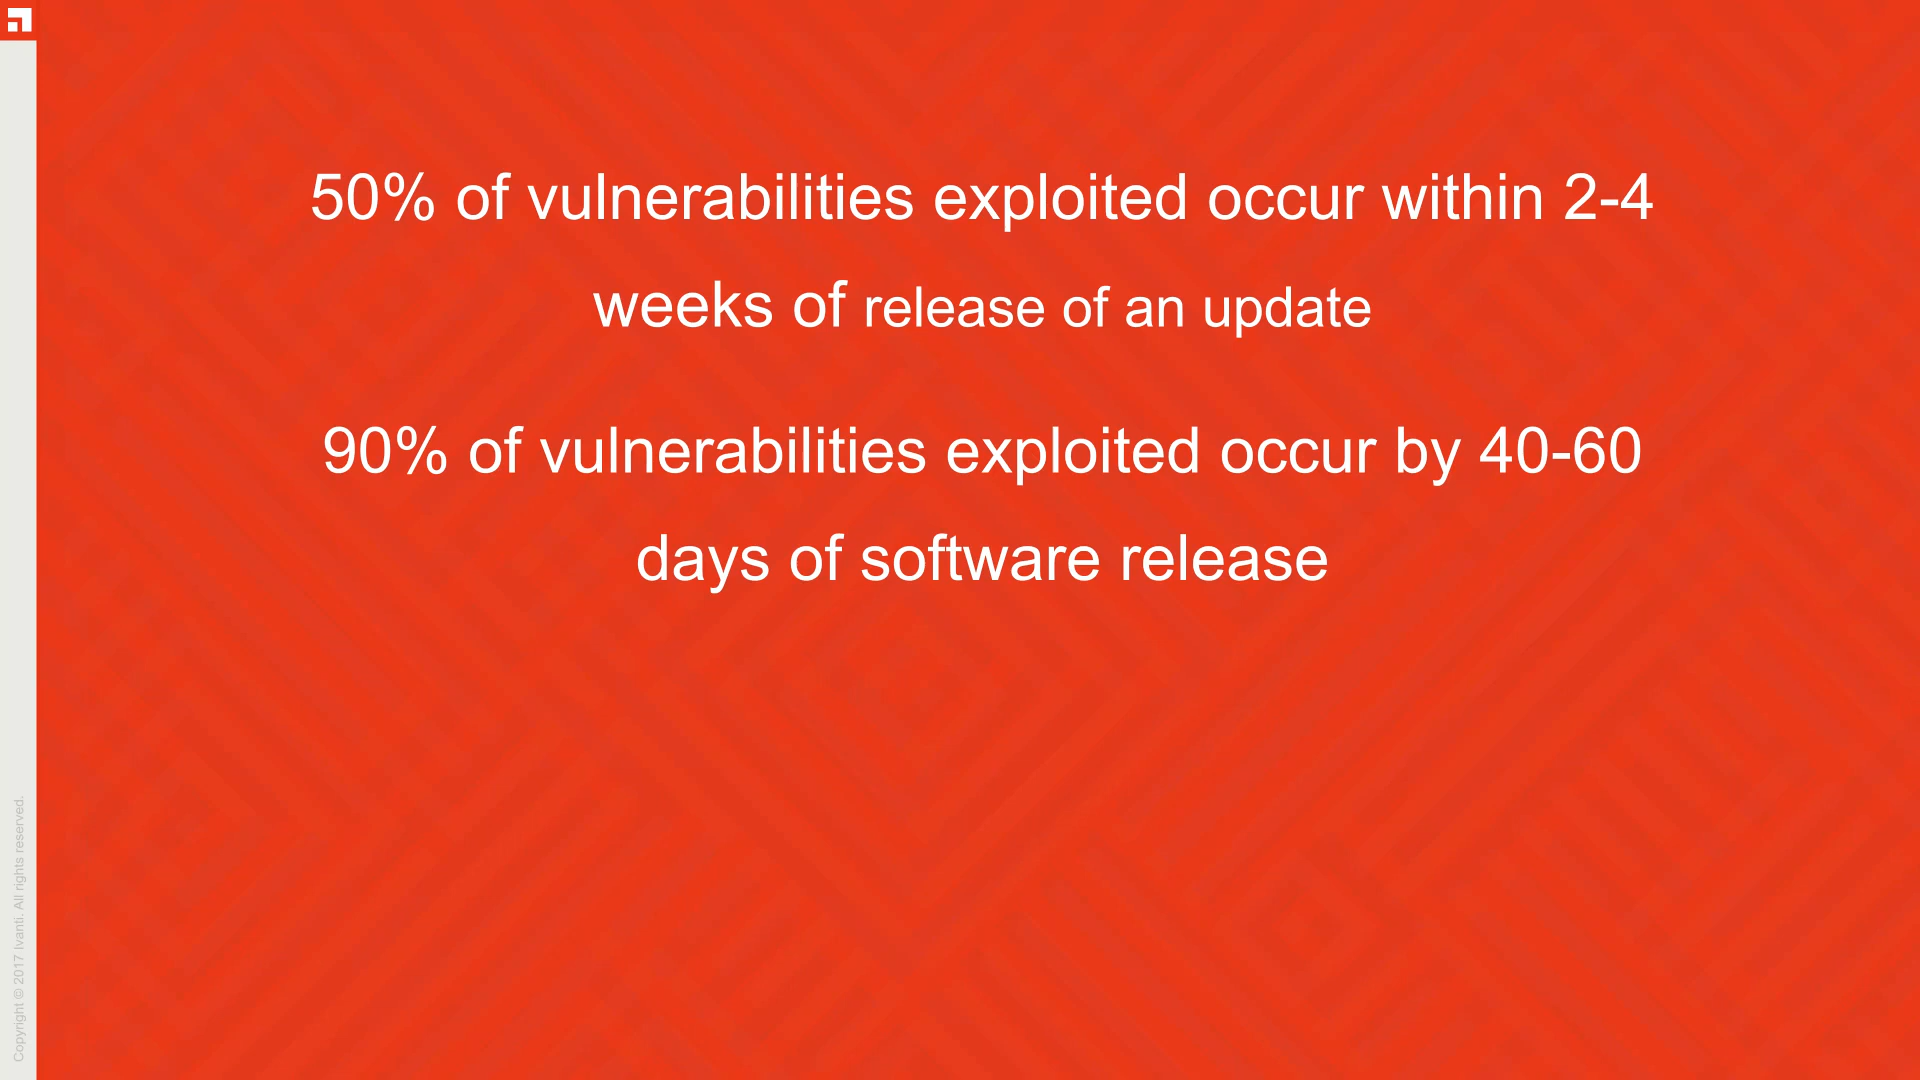 50% of vulnerabilities exploited occur within 2-4
weeks of release of an update
90% of vulnerabilities exploited occur by 40-60
days of software release
Copyright © 2017 Ivanti. All rights reserved.